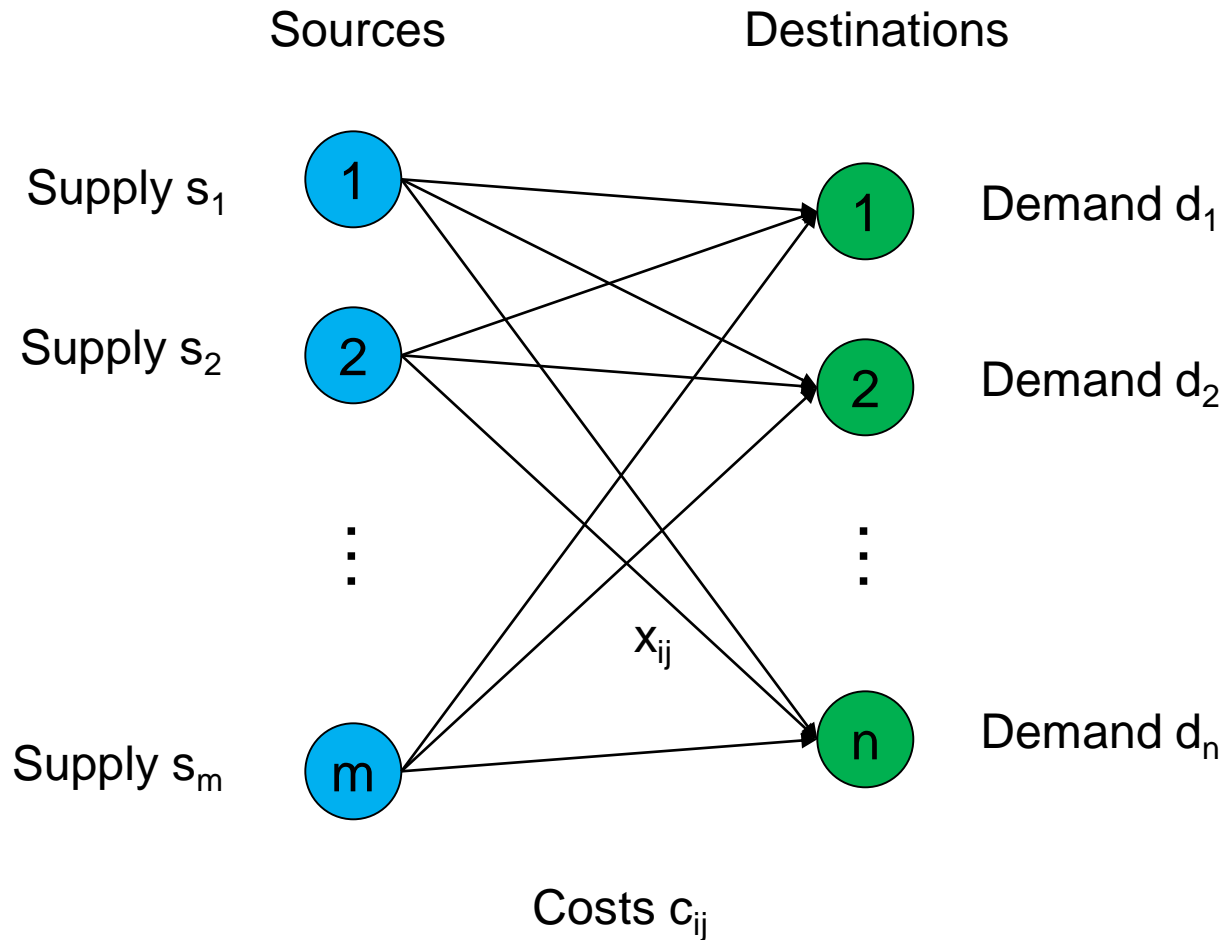 Sources Destinations
Supply s₁ 1 1 Demand d₁
Supply s₂ 2 2 Demand d₂
⋮ ⋮
xᵢⱼ
Supply sₘ m n Demand dₙ
Costs cᵢⱼ